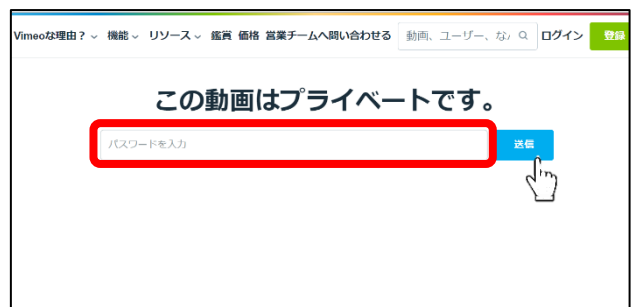 Vimeoな理由？ 機能 リソース 鑑賞 価格 営業チームへ問い合わせる 動画、ユーザー、な ログイン 登録
この動画はプライベートです。
パスワードを入力 送信